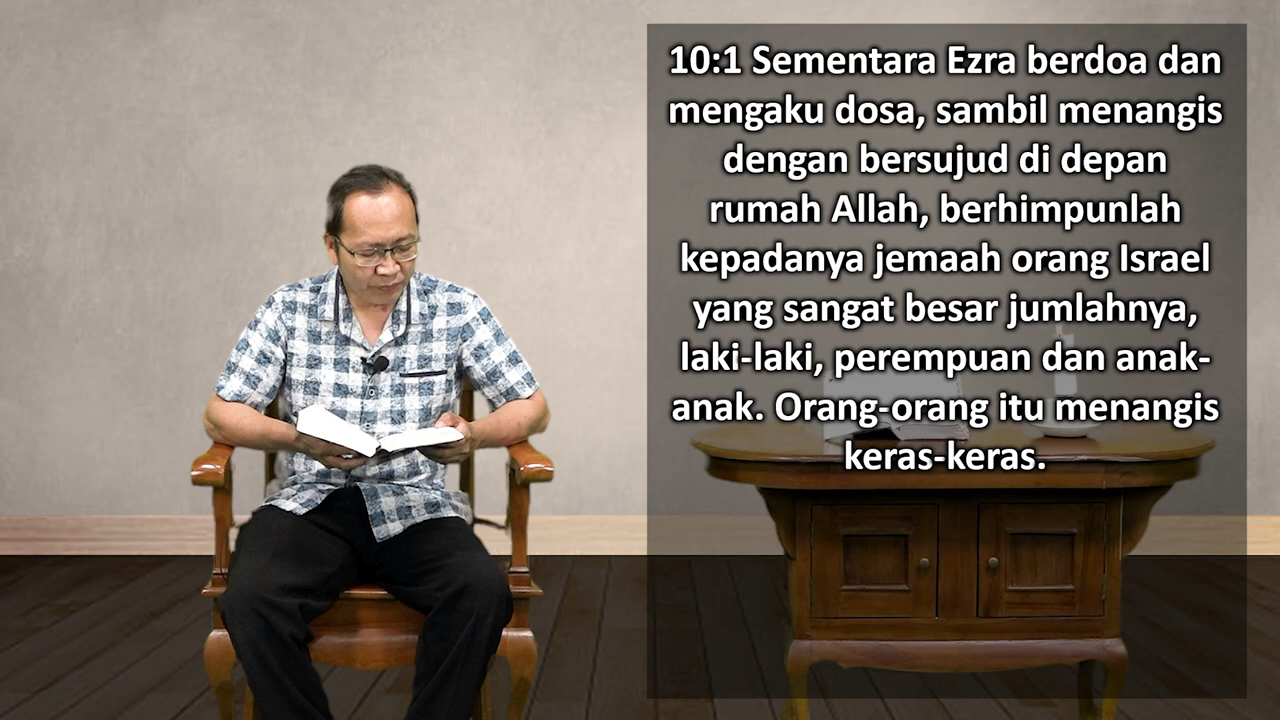 10:1 Sementara Ezra berdoa dan
mengaku dosa, sambil menangis
dengan bersujud di depan
rumah Allah, berhimpunlah
kepadanya jemaah orang Israel
yang sangat besar jumlahnya,
laki-laki, perempuan dan anak-
anak. Orang-orang itu menangis
keras-keras.